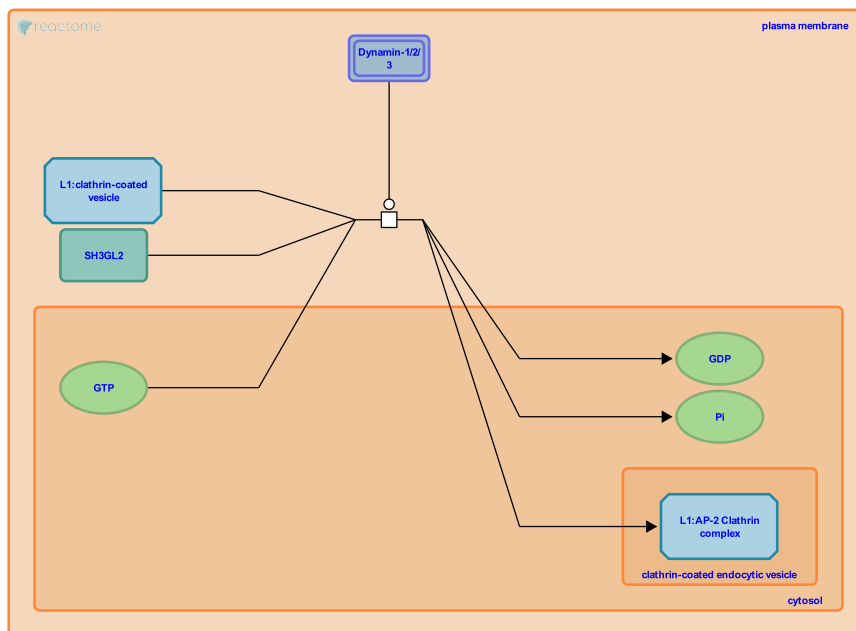 reactome
plasma membrane
Dynamin-1/2/
3
L1:clathrin-coated
vesicle
SH3GL2
GTP
GDP
Pi
L1:AP-2 Clathrin
complex
clathrin-coated endocytic vesicle
cytosol